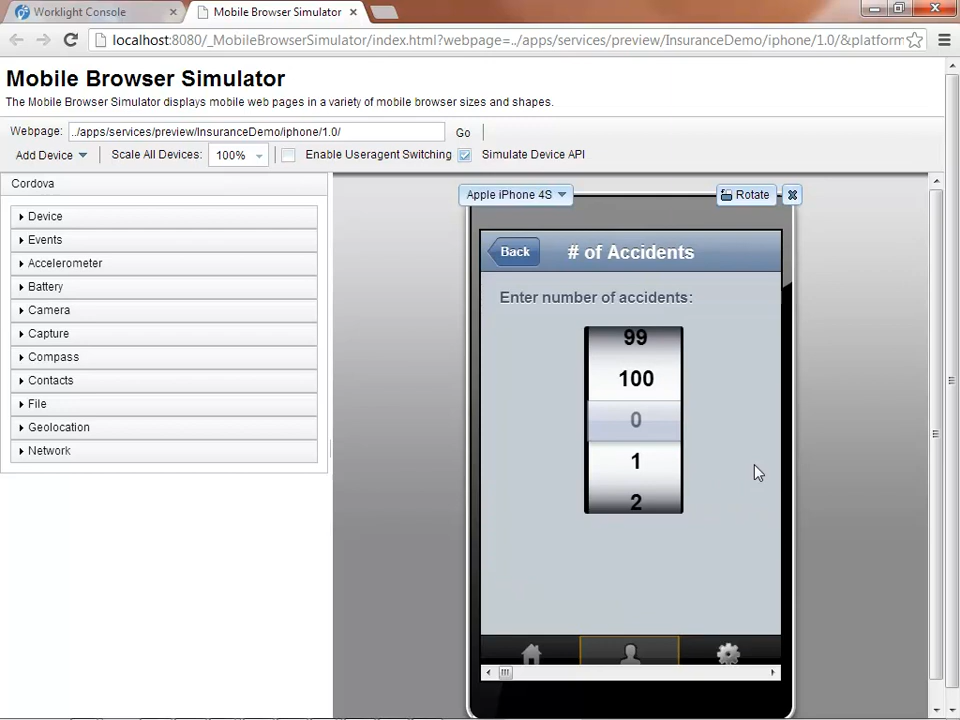 Worklight Console
Mobile Browser Simulator
localhost:8080/_MobileBrowserSimulator/index.html?webpage=../apps/services/preview/InsuranceDemo/iphone/1.0/&platform
Mobile Browser Simulator
The Mobile Browser Simulator displays mobile web pages in a variety of mobile browser sizes and shapes.
Webpage: ../apps/services/preview/InsuranceDemo/iphone/1.0/ Go
Add Device Scale All Devices: 100% Enable Useragent Switching Simulate Device API
Cordova
Device
Events
Accelerometer
Battery
Camera
Capture
Compass
Contacts
File
Geolocation
Network
Apple iPhone 4S Rotate
Back # of Accidents
Enter number of accidents:
99
100
0
1
2